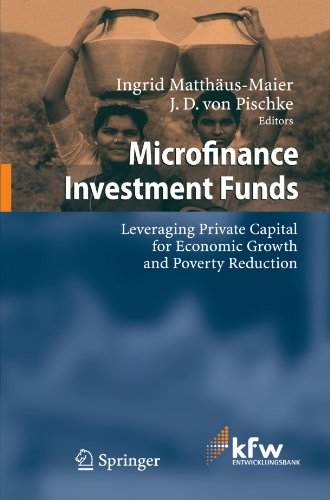 Ingrid Matthäus-Maier
J. D. von Pischke
Editors
Microfinance
Investment Funds
Leveraging Private Capital
for Economic Growth
and Poverty Reduction
Springer
kfw
ENTWICKLUNGSBANK